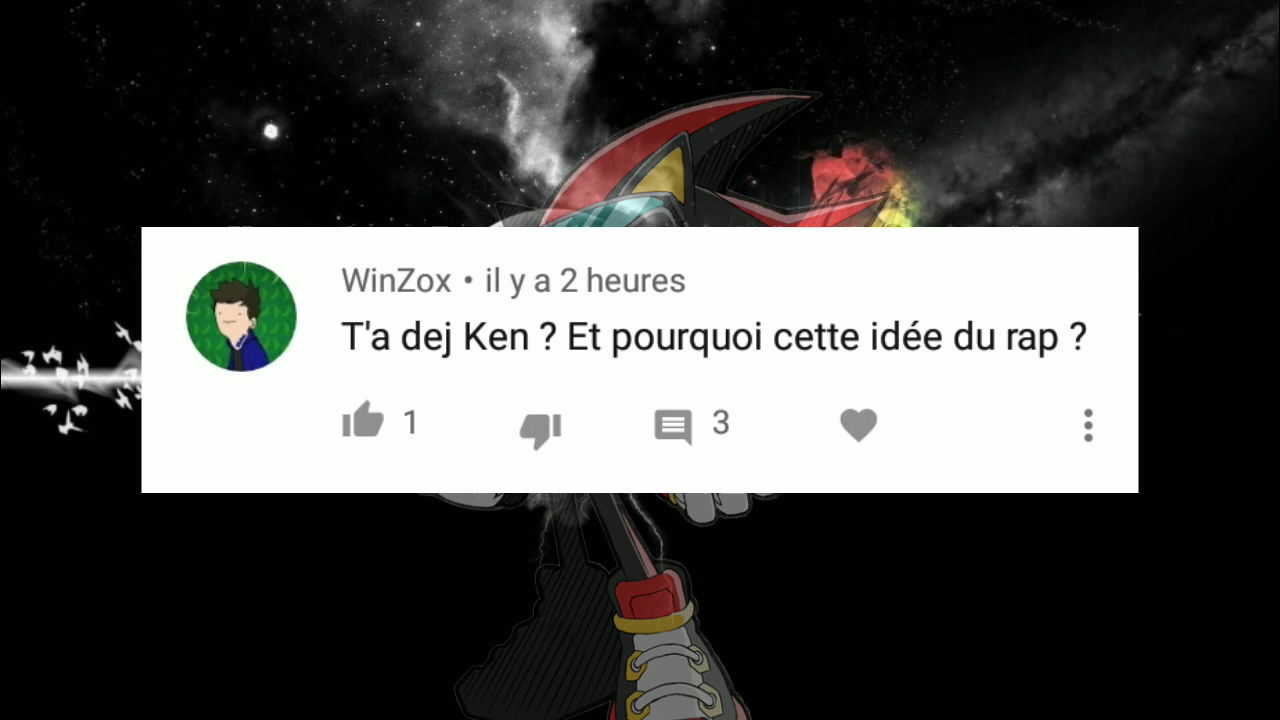 WinZox • il y a 2 heures
T'a dej Ken ? Et pourquoi cette idée du rap ?
1 3